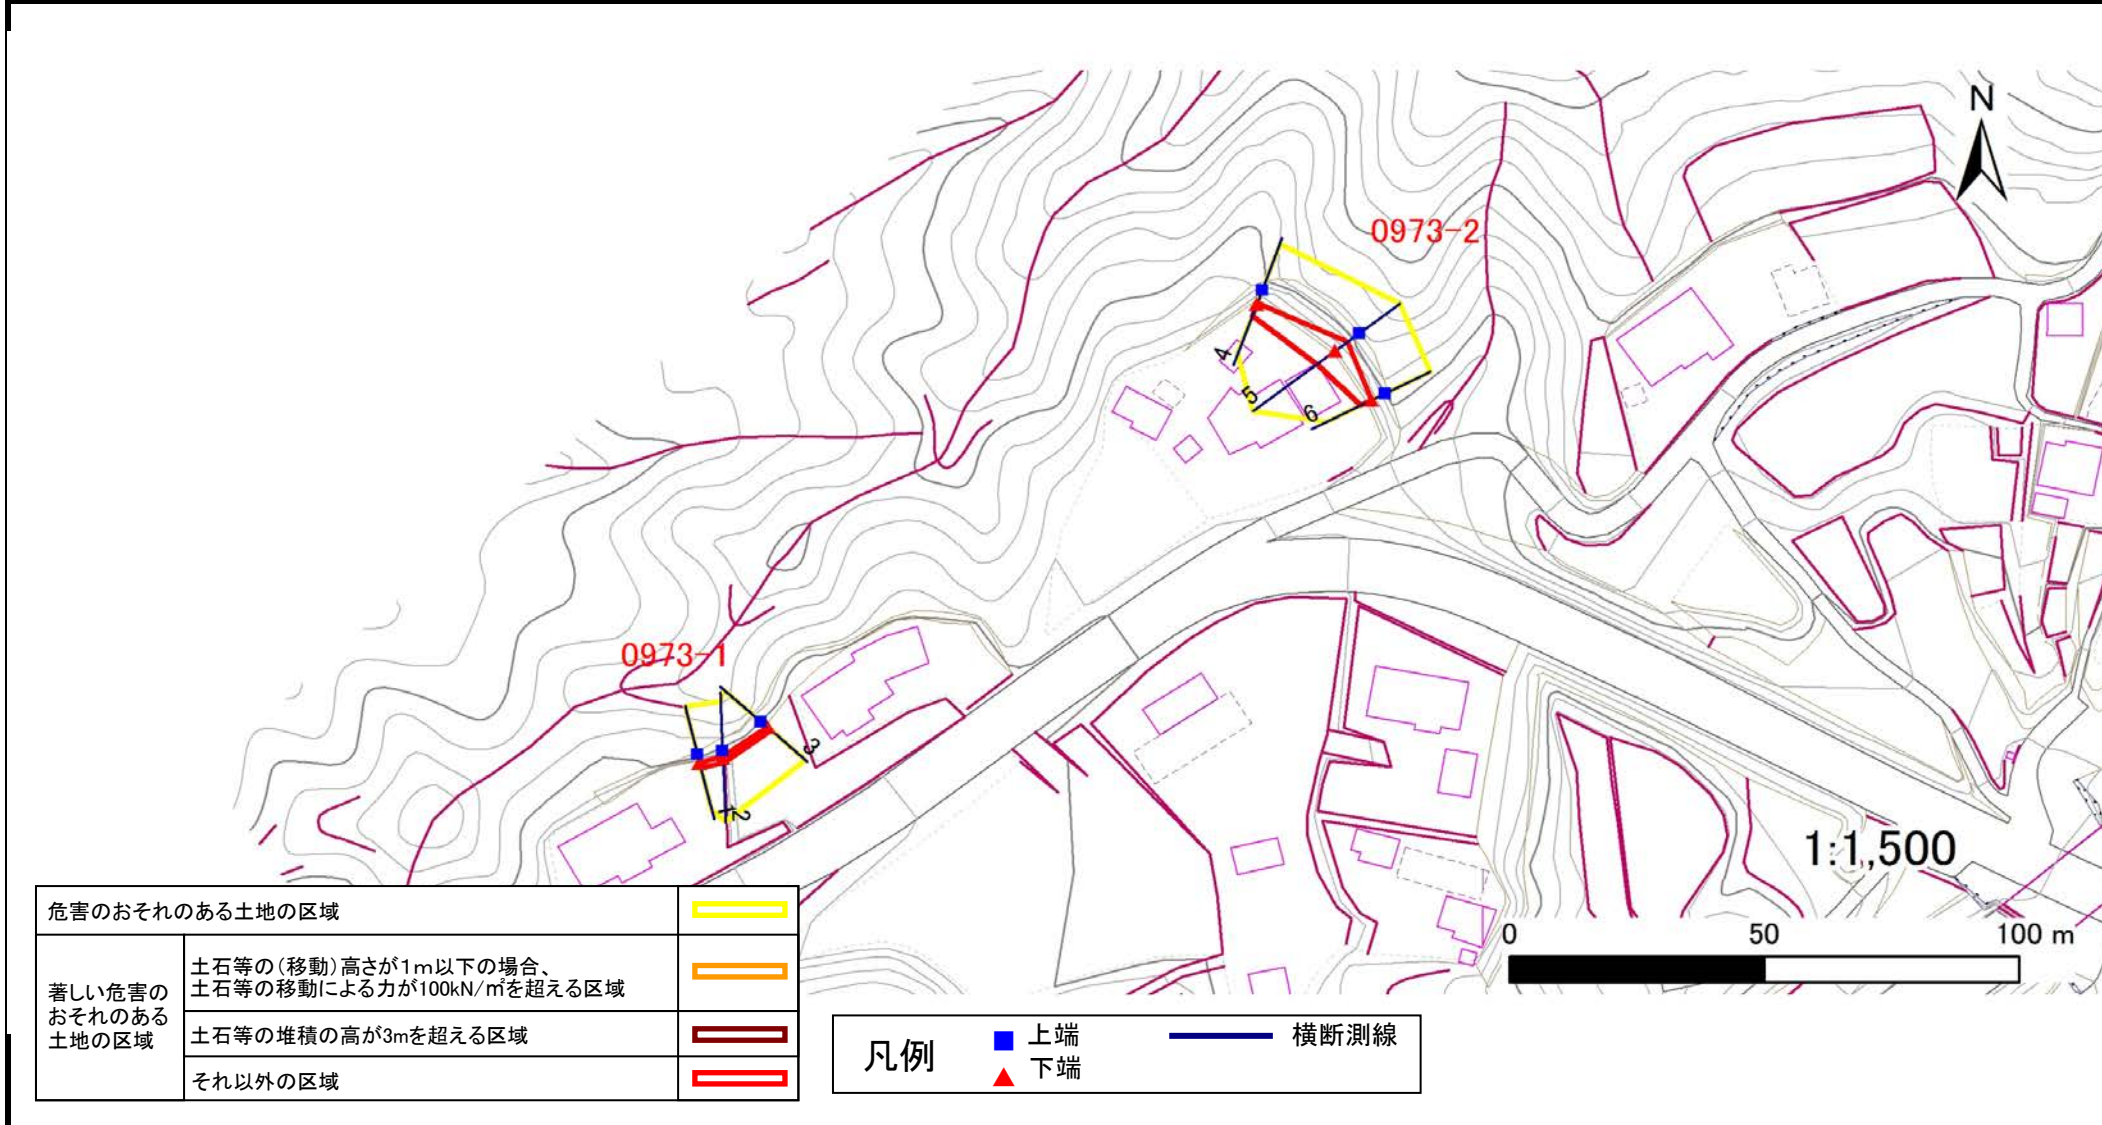 N
0973-2
4
5
6
0973-1
3
1
2
1:1,500
0
50
100 m
危害のおそれのある土地の区域
著しい危害の
おそれのある
土地の区域
土石等の(移動)高さが1m以下の場合、
土石等の移動による力が100kN/㎡を超える区域
土石等の堆積の高が3mを超える区域
それ以外の区域
凡例
上端
下端
横断測線